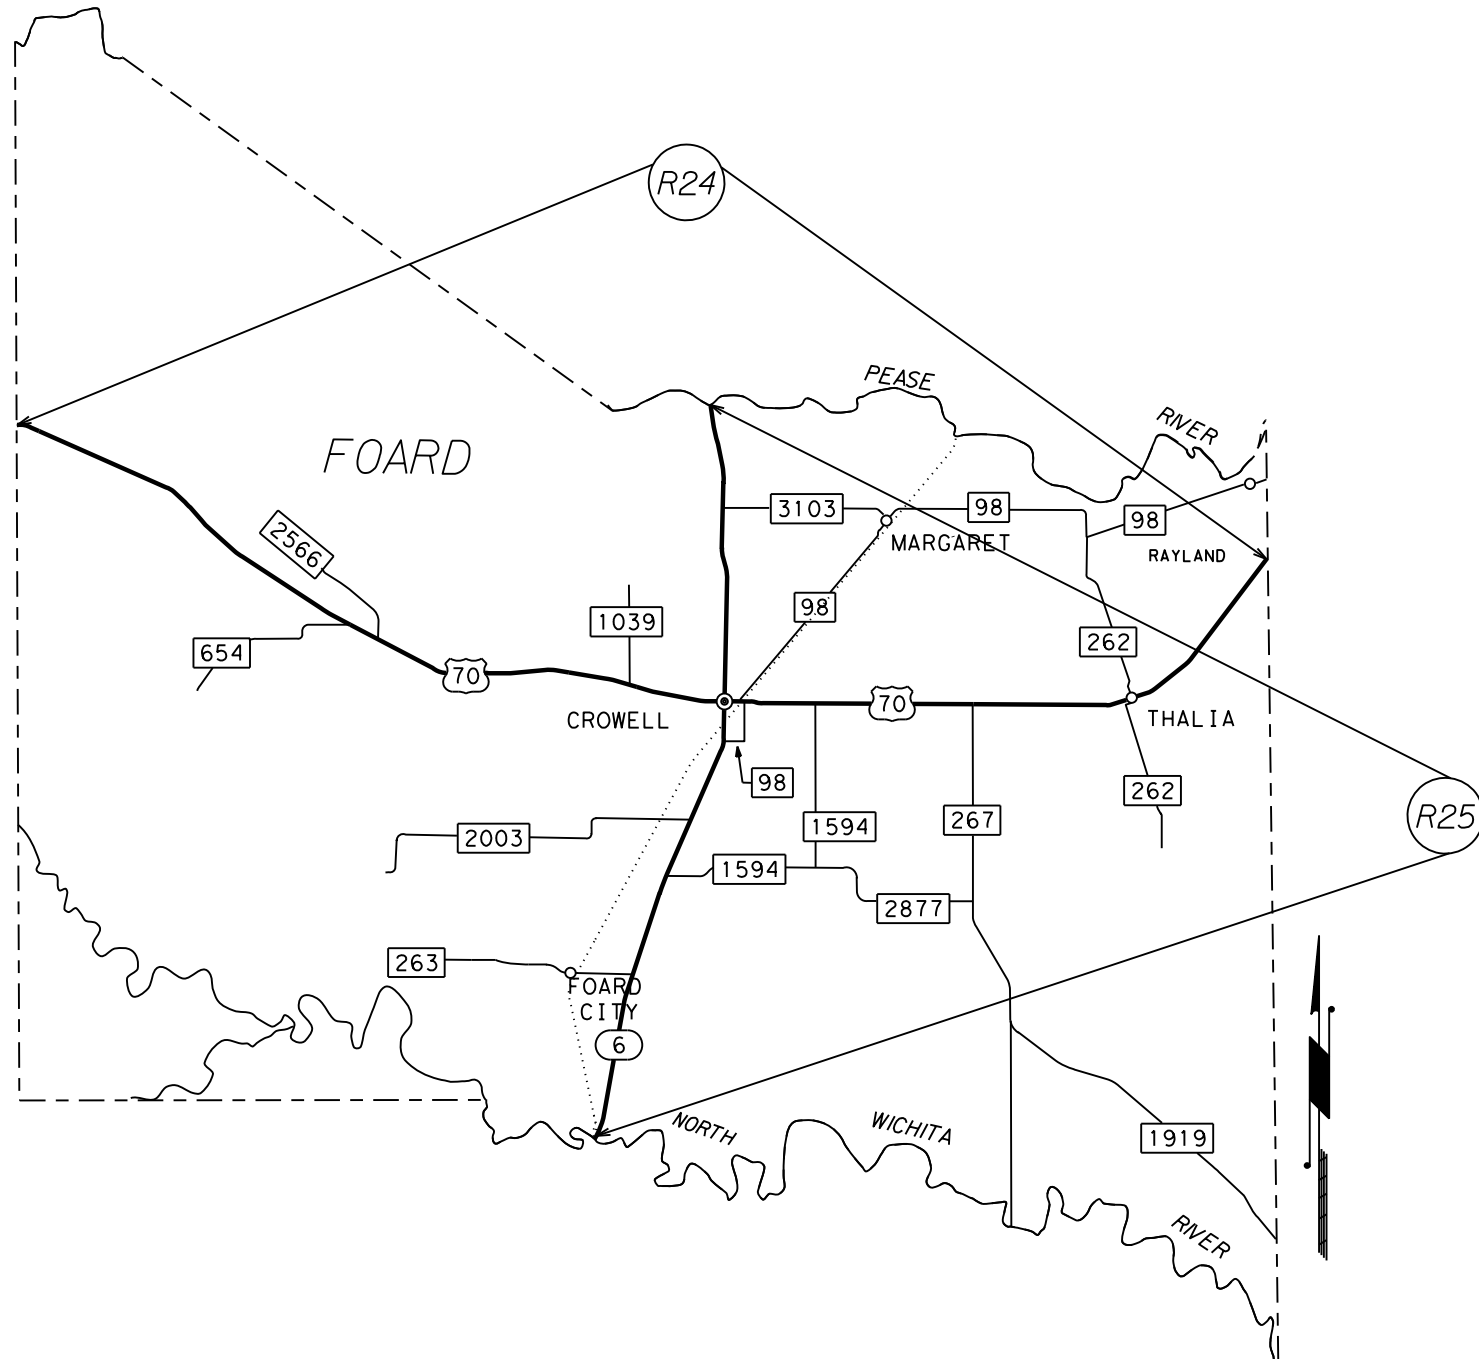 R24
PEASE
RIVER
FOARD
3103
98
98
2566
MARGARET
RAYLAND
98
1039
262
654
70
70
CROWELL
THALIA
98
262
R25
2003
1594
267
1594
2877
263
FOARD
CITY
6
NORTH
WICHITA
1919
RIVER